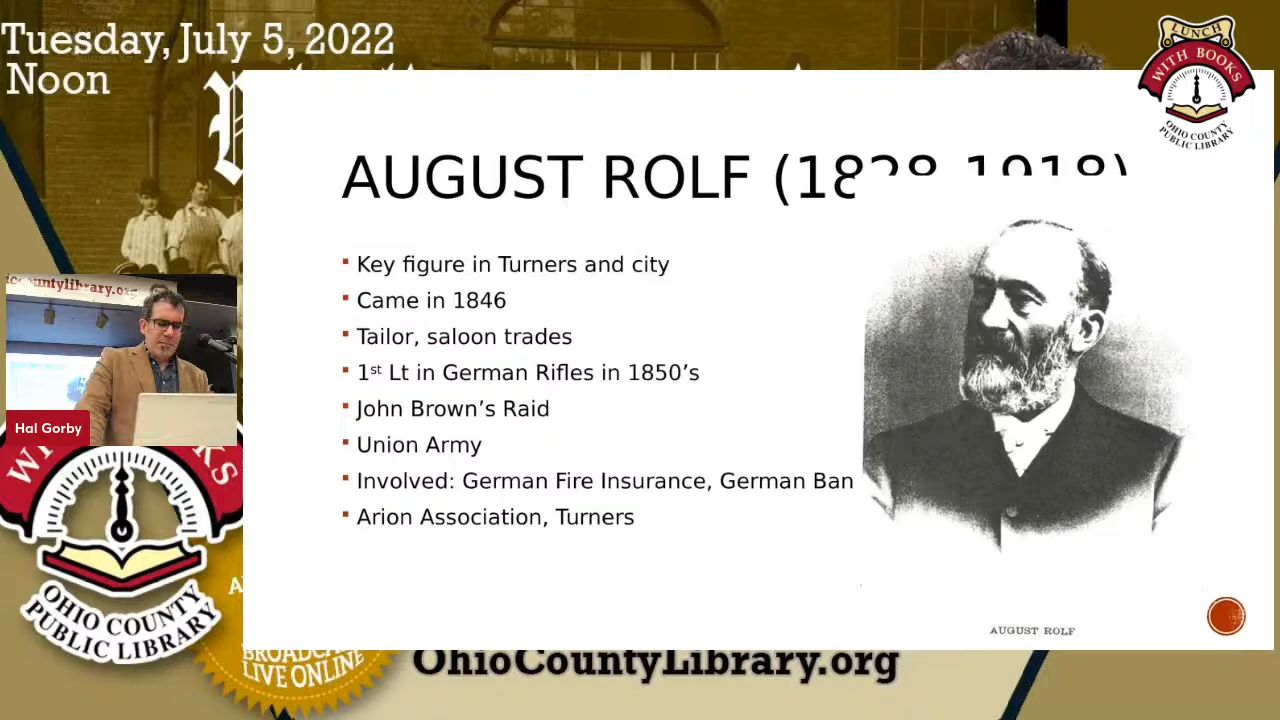 Tuesday, July 5, 2022
Noon
LUNCH
WITH BOOKS
OHIO COUNTY
PUBLIC LIBRARY
AUGUST ROLF (1828-1918)
Key figure in Turners and city
Came in 1846
Tailor, saloon trades
1st Lt in German Rifles in 1850's
John Brown's Raid
Union Army
Involved: German Fire Insurance, German Ban
Arion Association, Turners
AUGUST ROLF
Hal Gorby
OHIO COUNTY
PUBLIC LIBRARY
BROADCAST
LIVE ONLINE
OhioCountyLibrary.org